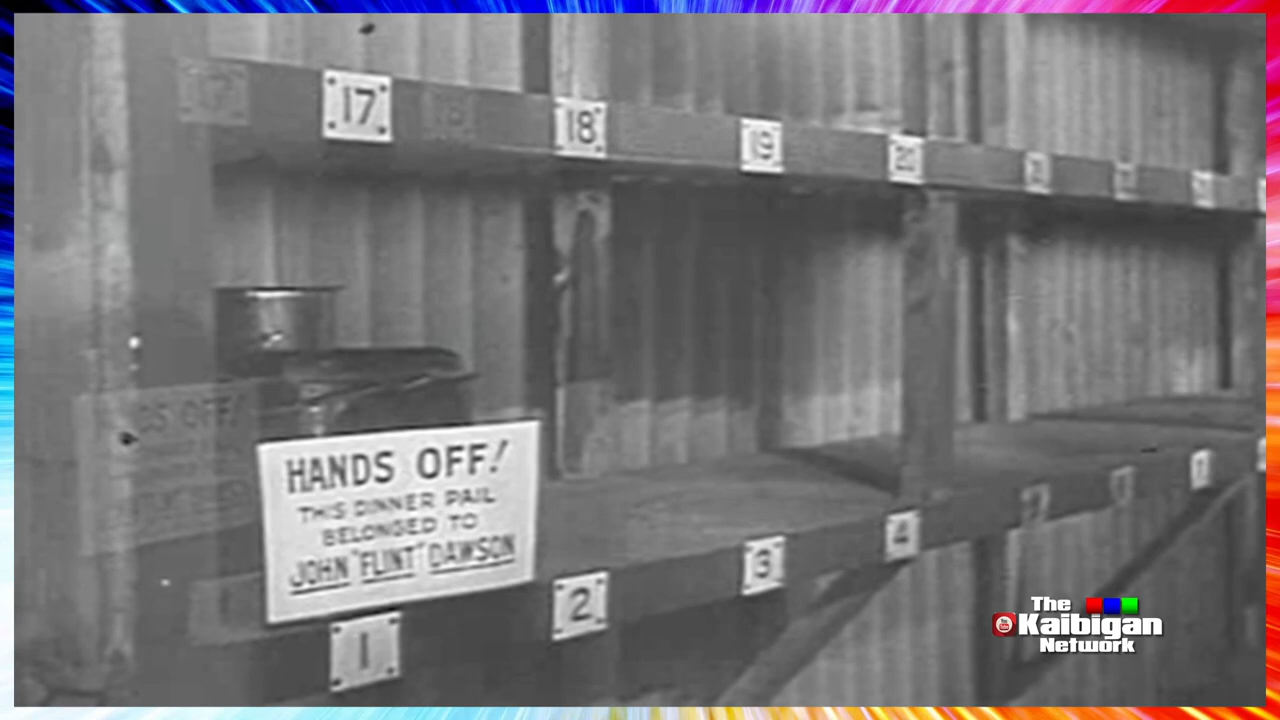 17
18
19
20
HANDS OFF!
THIS DINNER PAIL
BELONGED TO
JOHN "FLINT" DAWSON
1
2
3
4
The
Kaibigan
Network